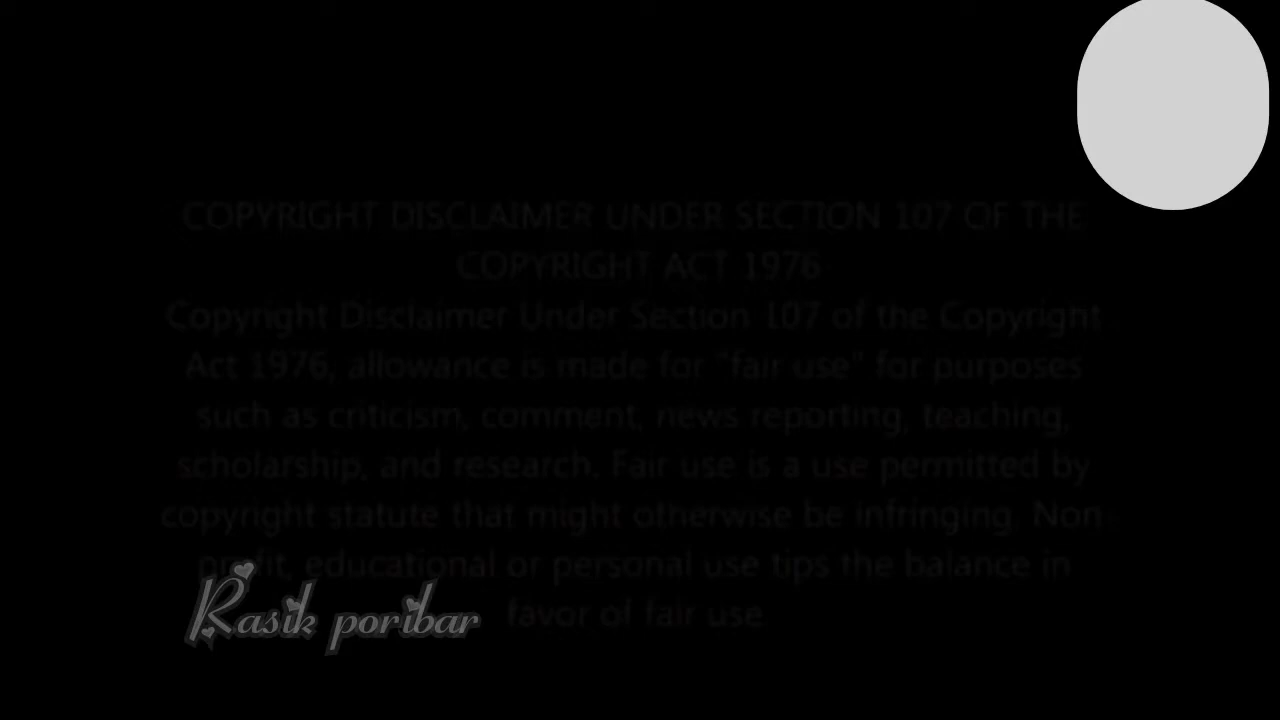 COPYRIGHT DISCLAIMER UNDER SECTION 107 OF THE
COPYRIGHT ACT 1976
Copyright Disclaimer Under Section 107 of the Copyright
Act 1976, allowance is made for "fair use" for purposes
such as criticism, comment, news reporting, teaching,
scholarship, and research. Fair use is a use permitted by
copyright statute that might otherwise be infringing. Non-
profit, educational or personal use tips the balance in
favor of fair use
Rasik poribar